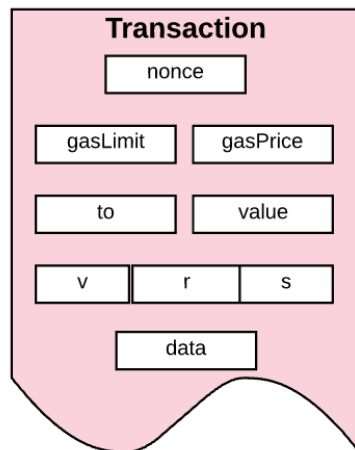 Transaction
nonce
gasLimit gasPrice
to value
v r s
data